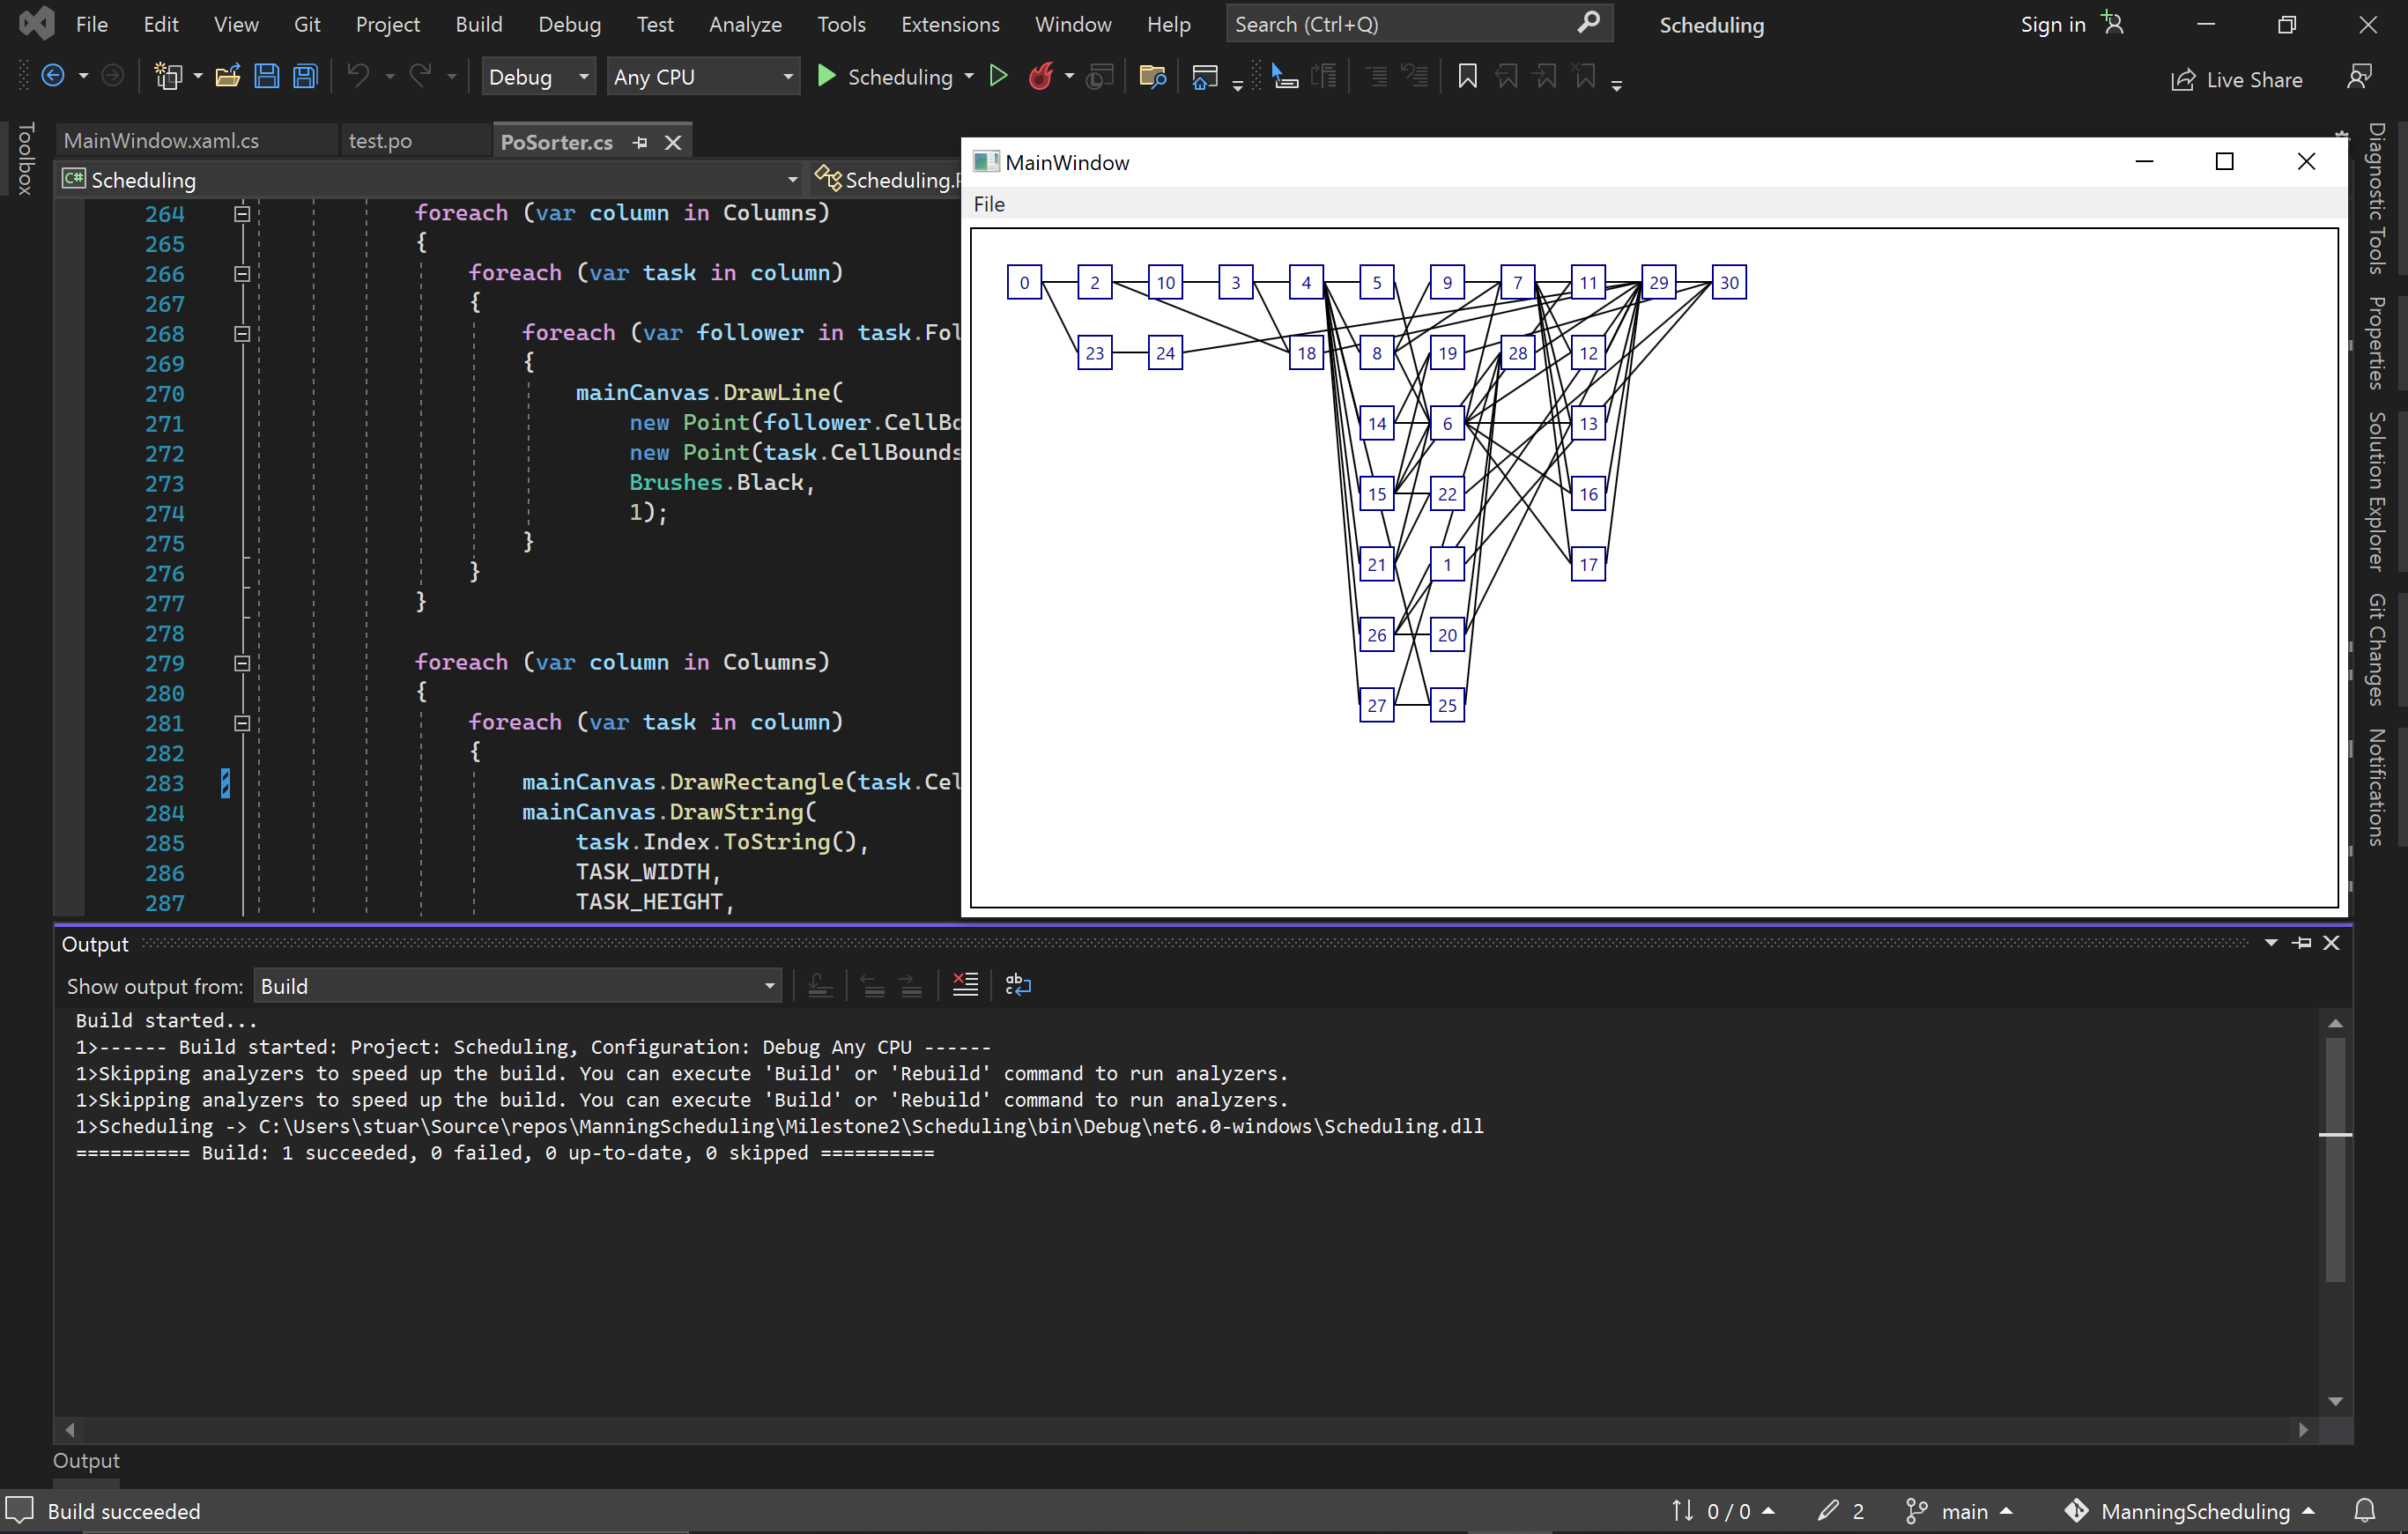 File Edit View Git Project Build Debug Test Analyze Tools Extensions Window Help Search (Ctrl+Q) Scheduling Sign in
Debug Any CPU Scheduling Live Share
Toolbox
MainWindow.xaml.cs test.po PoSorter.cs
C# Scheduling Scheduling.
264 foreach (var column in Columns)
265 {
266 foreach (var task in column)
267 {
268 foreach (var follower in task.Fol
269 {
270 mainCanvas.DrawLine(
271 new Point(follower.CellBo
272 new Point(task.CellBounds
273 Brushes.Black,
274 1);
275 }
276 }
277 }
278
279 foreach (var column in Columns)
280 {
281 foreach (var task in column)
282 {
283 mainCanvas.DrawRectangle(task.Cel
284 mainCanvas.DrawString(
285 task.Index.ToString(),
286 TASK_WIDTH,
287 TASK_HEIGHT,
MainWindow
File
0 2 10 3 4 5 9 7 11 29 30
23 24 18 8 19 28 12
14 6 13
15 22 16
21 1 17
26 20
27 25
Diagnostic Tools
Properties
Solution Explorer
Git Changes
Notifications
Output
Show output from: Build
Build started...
1>------ Build started: Project: Scheduling, Configuration: Debug Any CPU ------
1>Skipping analyzers to speed up the build. You can execute 'Build' or 'Rebuild' command to run analyzers.
1>Skipping analyzers to speed up the build. You can execute 'Build' or 'Rebuild' command to run analyzers.
1>Scheduling -> C:\Users\stuar\Source\repos\ManningScheduling\Milestone2\Scheduling\bin\Debug\net6.0-windows\Scheduling.dll
========== Build: 1 succeeded, 0 failed, 0 up-to-date, 0 skipped ==========
Output
Build succeeded 0 / 0 2 main ManningScheduling